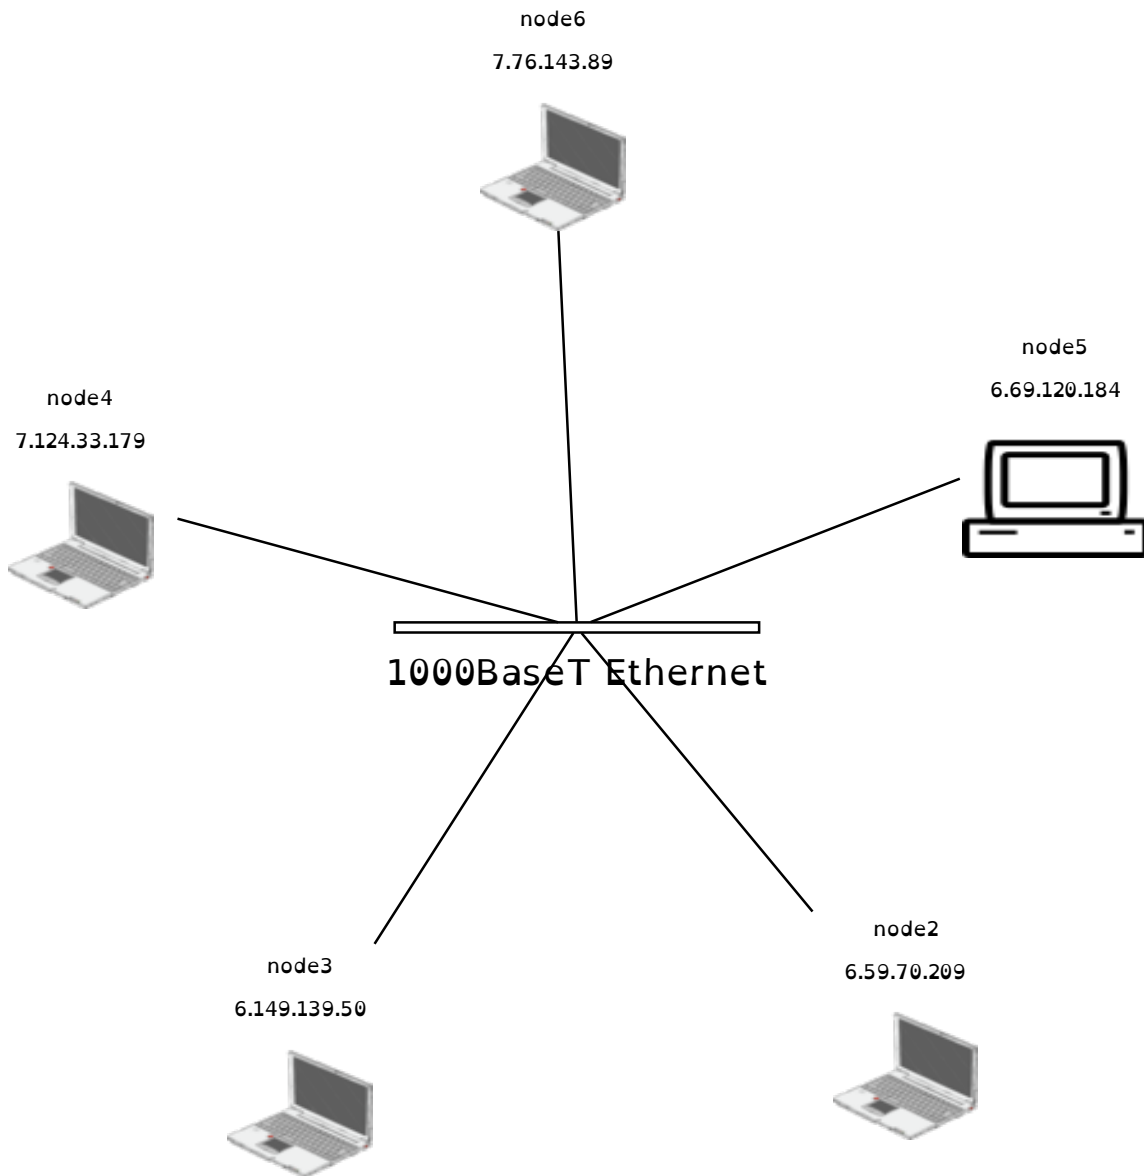 node6
7.76.143.89
node5
6.69.120.184
node4
7.124.33.179
1000BaseT Ethernet
node2
6.59.70.209
node3
6.149.139.50